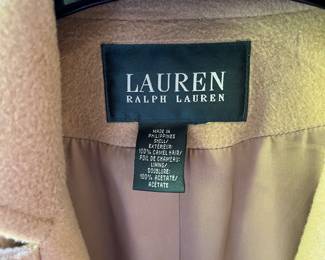 LAUREN
RALPH LAUREN
MADE IN
PHILIPPINES
SHELL/
EXTERIEUR:
100% CAMEL HAIR/
POIL DE CHAMEAU
LINING/
DOUBLURE:
100% ACETATE/
ACETATE